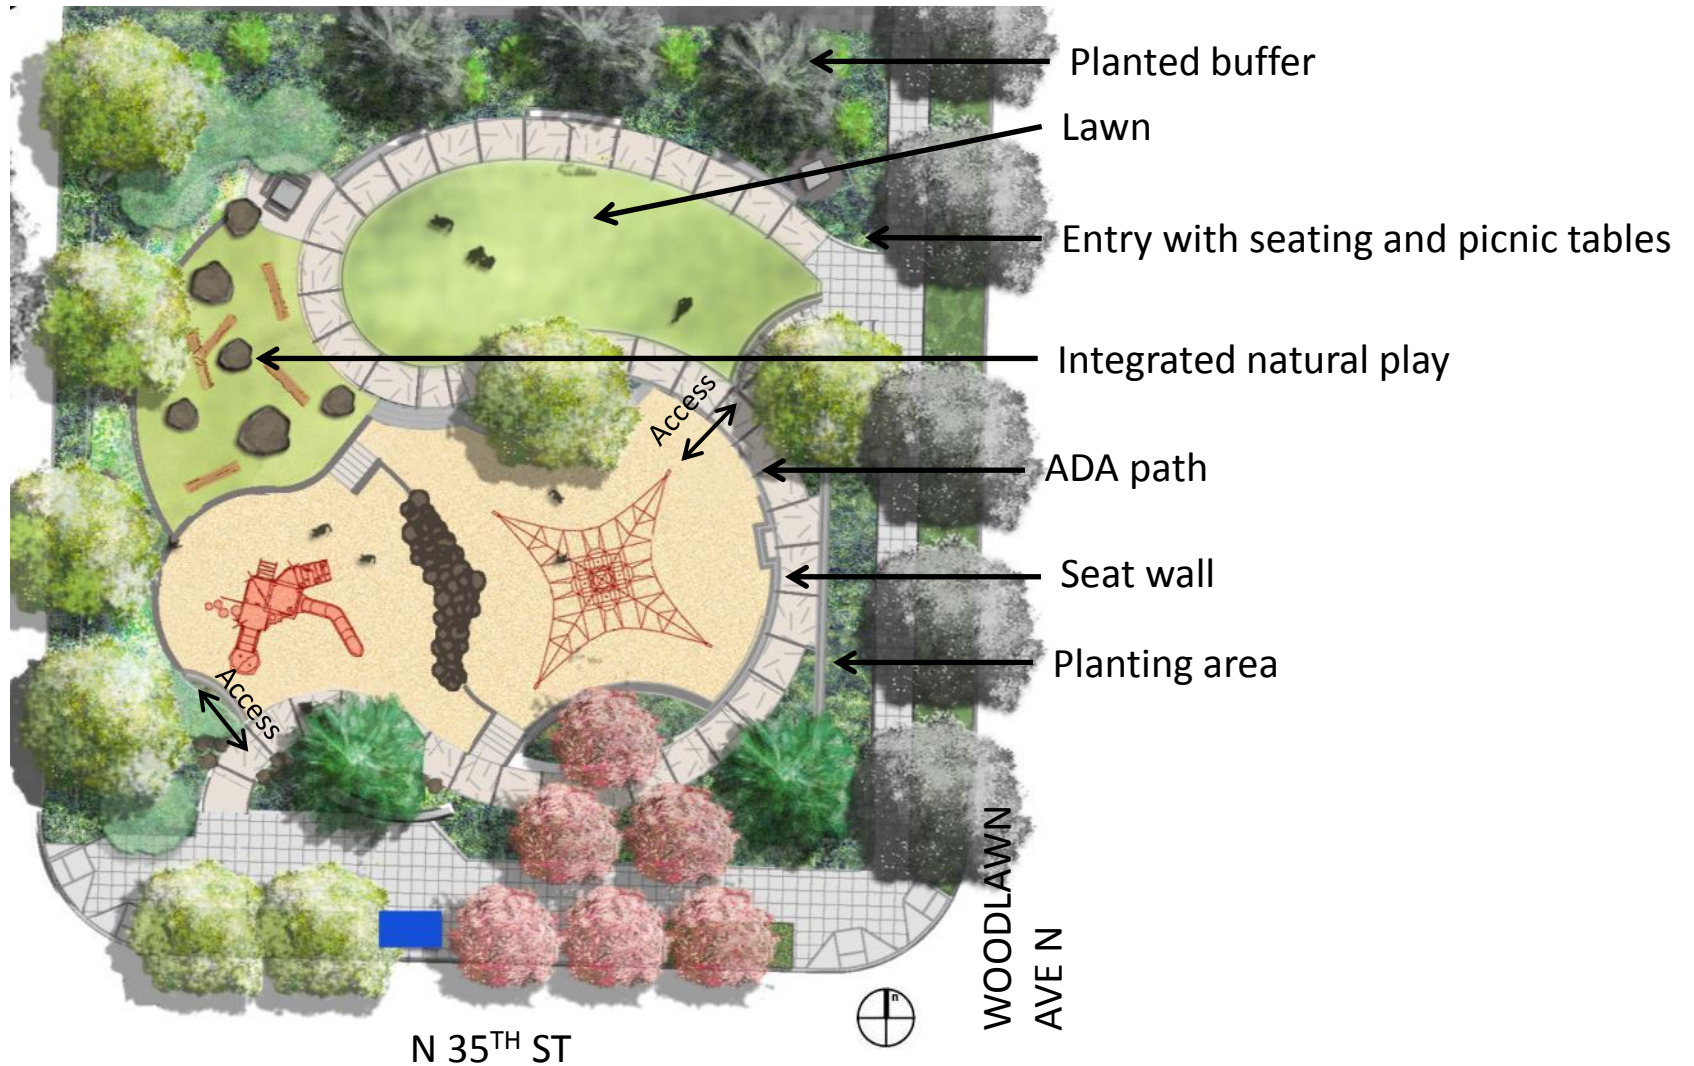 Planted buffer
Lawn
Entry with seating and picnic tables
Integrated natural play
Access
ADA path
Seat wall
Planting area
Access
WOODLAWN
AVE N
n
N 35TH ST